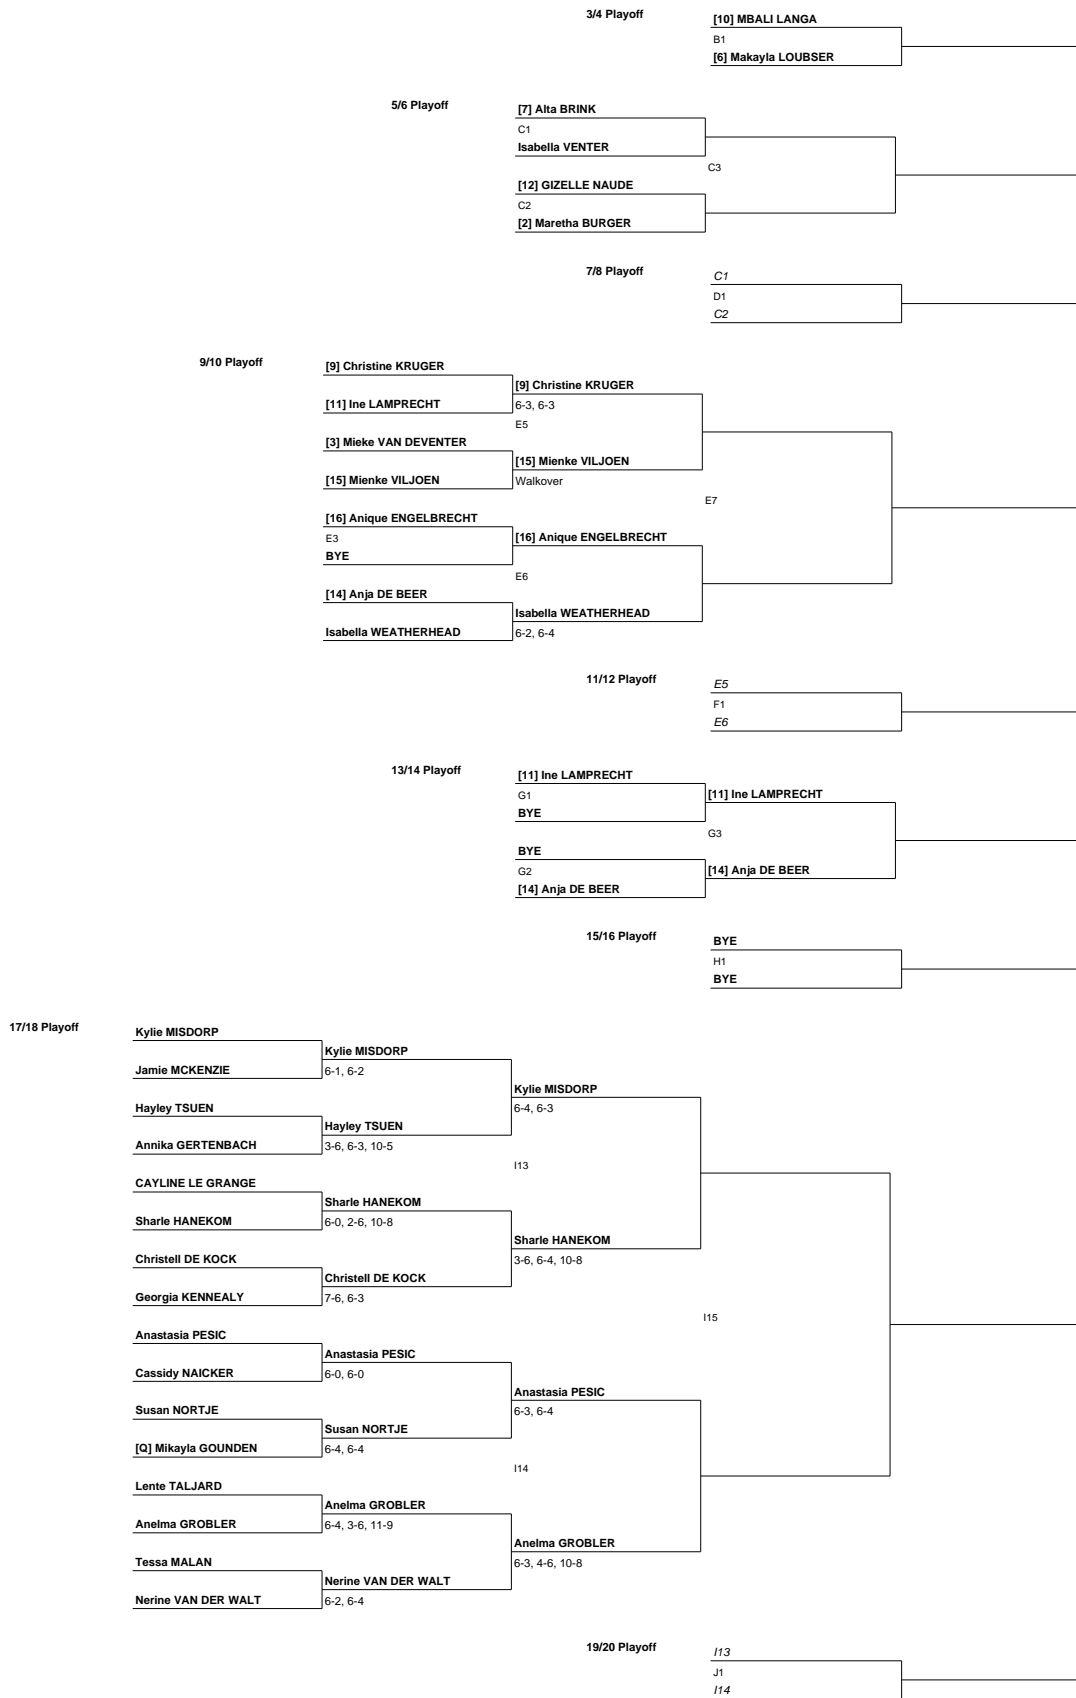 3/4 Playoff
[10] MBALI LANGA
B1
[6] Makayla LOUBSER
5/6 Playoff
[7] Alta BRINK
C1
Isabella VENTER
C3
[12] GIZELLE NAUDE
C2
[2] Maretha BURGER
7/8 Playoff
C1
D1
C2
9/10 Playoff
[9] Christine KRUGER
[9] Christine KRUGER
[11] Ine LAMPRECHT
6-3, 6-3
E5
[3] Mieke VAN DEVENTER
[15] Mienke VILJOEN
[15] Mienke VILJOEN
Walkover
E7
[16] Anique ENGELBRECHT
E3
[16] Anique ENGELBRECHT
BYE
E6
[14] Anja DE BEER
Isabella WEATHERHEAD
Isabella WEATHERHEAD
6-2, 6-4
11/12 Playoff
E5
F1
E6
13/14 Playoff
[11] Ine LAMPRECHT
G1
[11] Ine LAMPRECHT
BYE
G3
BYE
G2
[14] Anja DE BEER
[14] Anja DE BEER
15/16 Playoff
BYE
H1
BYE
17/18 Playoff
Kylie MISDORP
Kylie MISDORP
Jamie MCKENZIE
6-1, 6-2
Kylie MISDORP
6-4, 6-3
Hayley TSUEN
Hayley TSUEN
Annika GERTENBACH
3-6, 6-3, 10-5
I13
CAYLINE LE GRANGE
Sharle HANEKOM
Sharle HANEKOM
6-0, 2-6, 10-8
Sharle HANEKOM
3-6, 6-4, 10-8
Christell DE KOCK
Christell DE KOCK
Georgia KENNEALY
7-6, 6-3
I15
Anastasia PESIC
Anastasia PESIC
Cassidy NAICKER
6-0, 6-0
Anastasia PESIC
6-3, 6-4
Susan NORTJE
Susan NORTJE
[Q] Mikayla GOUNDEN
6-4, 6-4
I14
Lente TALJARD
Anelma GROBLER
Anelma GROBLER
6-4, 3-6, 11-9
Anelma GROBLER
6-3, 4-6, 10-8
Tessa MALAN
Nerine VAN DER WALT
Nerine VAN DER WALT
6-2, 6-4
19/20 Playoff
I13
J1
I14